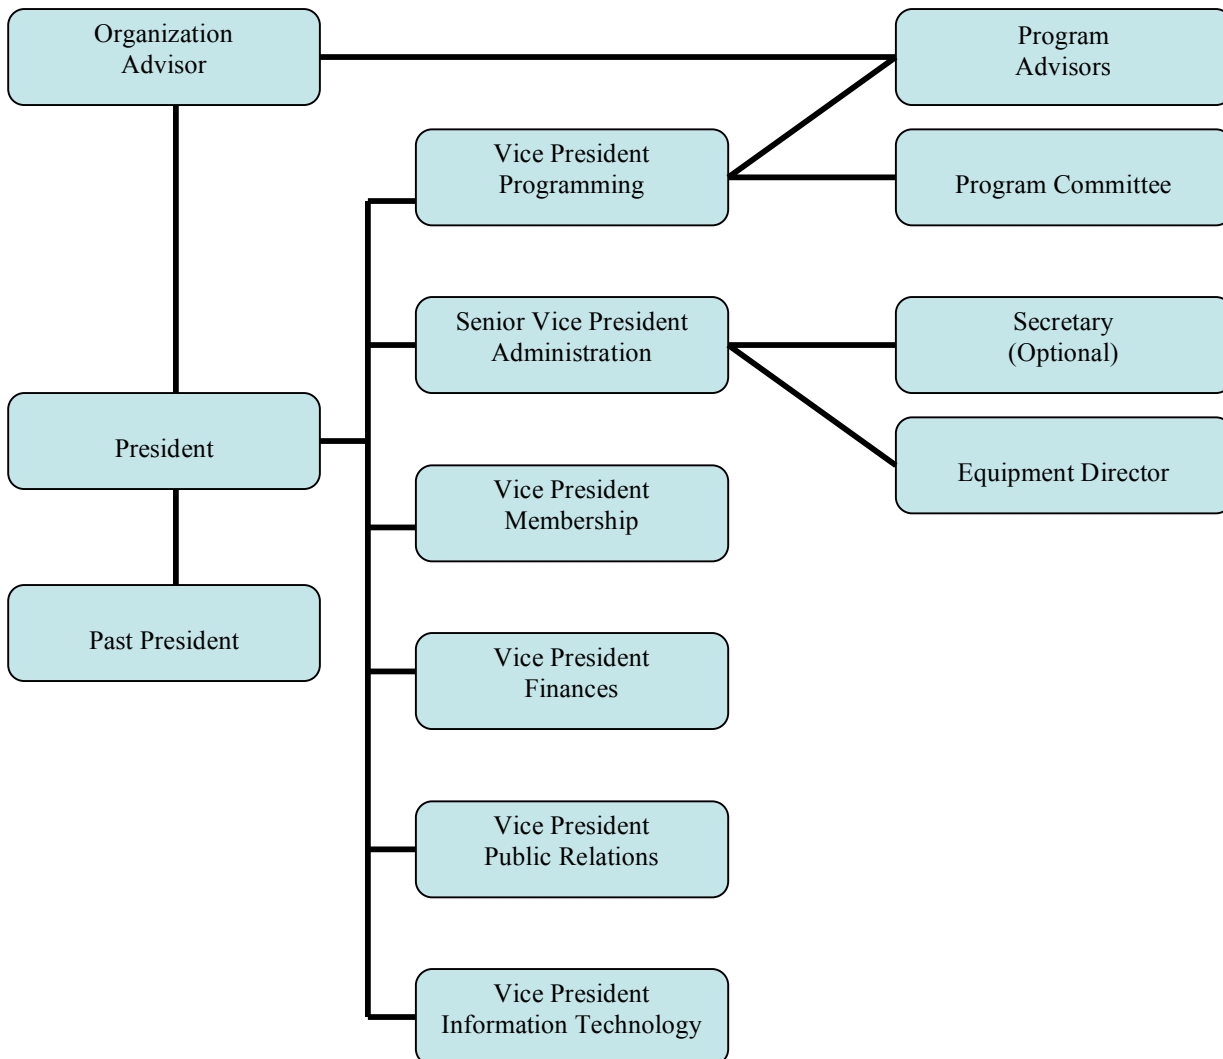 Organization
Advisor
Program
Advisors
Vice President
Programming
Program Committee
Senior Vice President
Administration
Secretary
(Optional)
President
Equipment Director
Vice President
Membership
Past President
Vice President
Finances
Vice President
Public Relations
Vice President
Information Technology